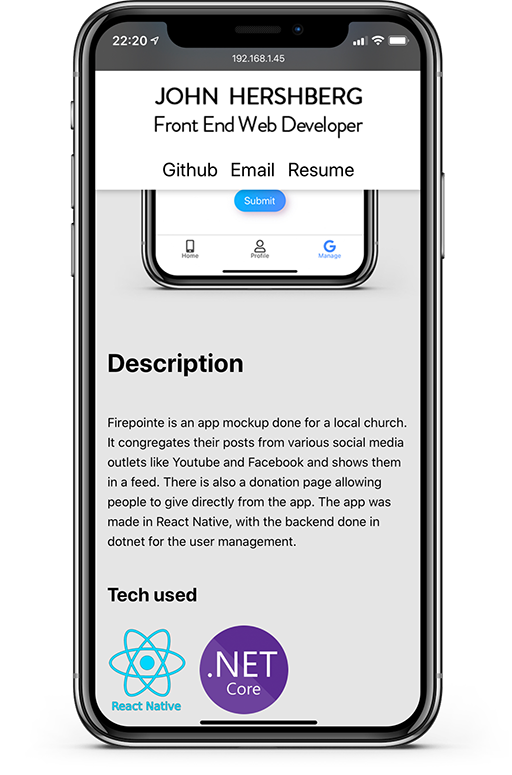 22:20
192.168.1.45
JOHN HERSHBERG
Front End Web Developer
Github Email Resume
Submit
Home Profile Manage
Description
Firepointe is an app mockup done for a local church.
It congregates their posts from various social media
outlets like Youtube and Facebook and shows them
in a feed. There is also a donation page allowing
people to give directly from the app. The app was
made in React Native, with the backend done in
dotnet for the user management.
Tech used
React Native
.NET
Core